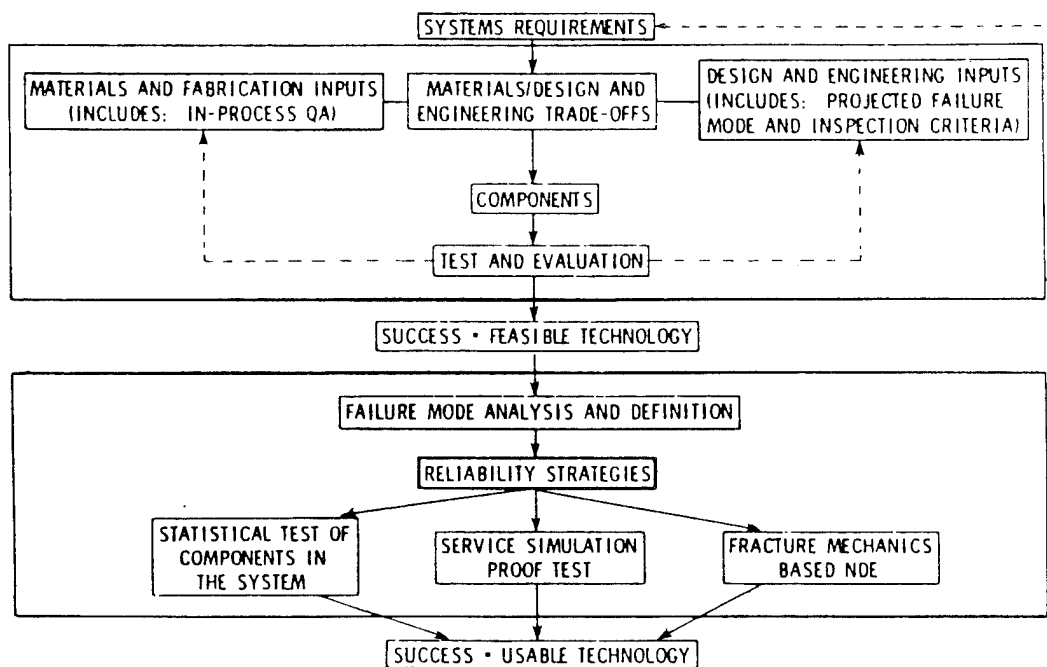 SYSTEMS REQUIREMENTS
MATERIALS AND FABRICATION INPUTS
(INCLUDES: IN-PROCESS QA)
MATERIALS/DESIGN AND
ENGINEERING TRADE-OFFS
DESIGN AND ENGINEERING INPUTS
(INCLUDES: PROJECTED FAILURE
MODE AND INSPECTION CRITERIA)
COMPONENTS
TEST AND EVALUATION
SUCCESS - FEASIBLE TECHNOLOGY
FAILURE MODE ANALYSIS AND DEFINITION
RELIABILITY STRATEGIES
STATISTICAL TEST OF
COMPONENTS IN
THE SYSTEM
SERVICE SIMULATION
PROOF TEST
FRACTURE MECHANICS
BASED NDE
SUCCESS - USABLE TECHNOLOGY